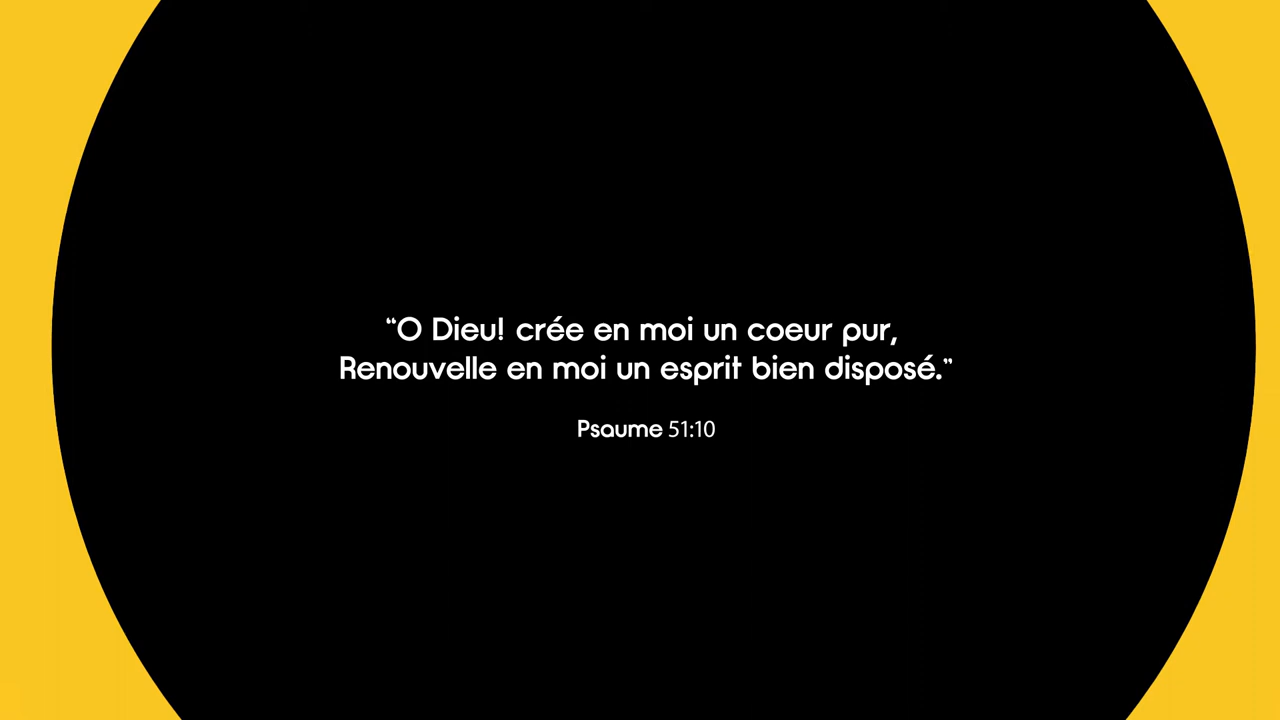 “O Dieu! crée en moi un coeur pur,
Renouvelle en moi un esprit bien disposé.”
Psaume 51:10